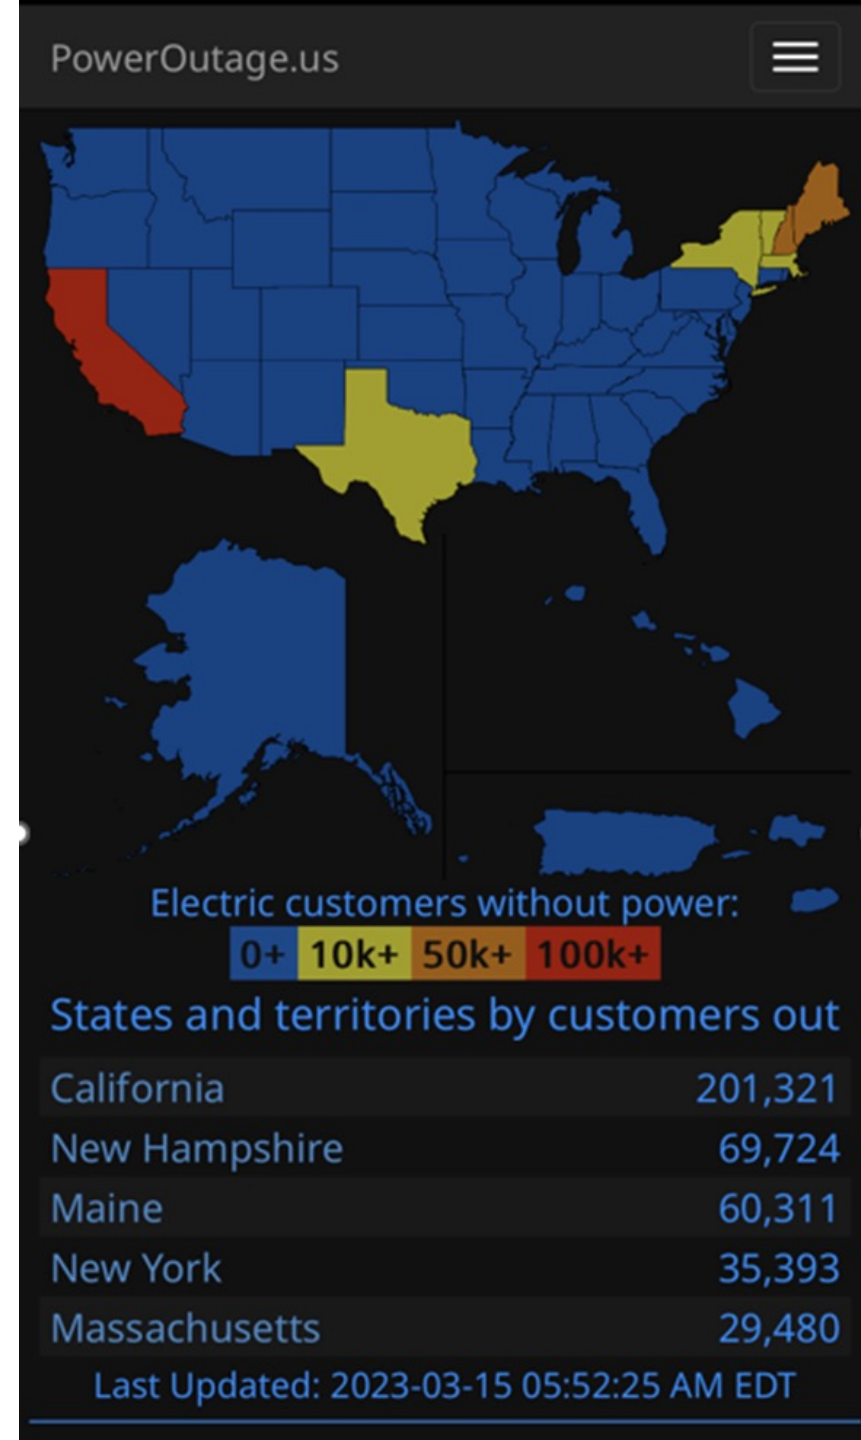 PowerOutage.us
Electric customers without power:
0+ 10k+ 50k+ 100k+
States and territories by customers out
California 201,321
New Hampshire 69,724
Maine 60,311
New York 35,393
Massachusetts 29,480
Last Updated: 2023-03-15 05:52:25 AM EDT